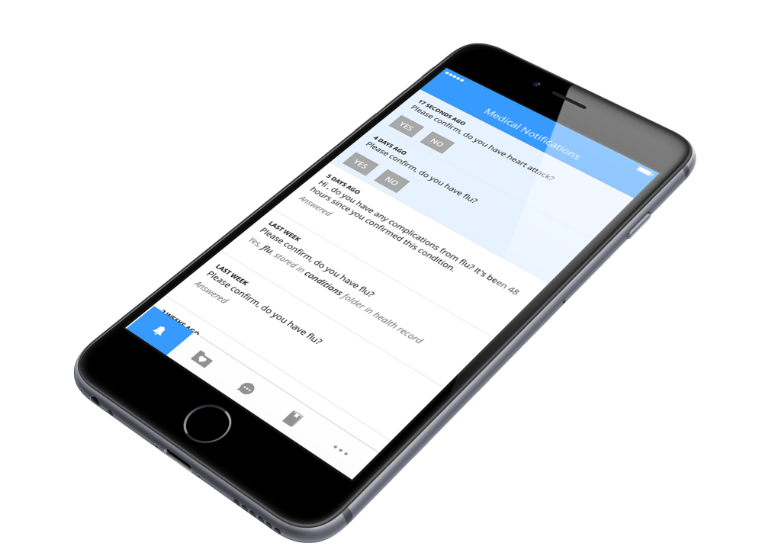 Medical Notifications
17 SECONDS AGO
Please confirm, do you have heart attack?
YES NO
4 DAYS AGO
Please confirm, do you have flu?
YES NO
5 DAYS AGO
Hi , do you have any complications from flu? It's been 48
hours since you confirmed this condition.
Answered
LAST WEEK
Please confirm, do you have flu?
Yes, flu stored in conditions folder in health record
LAST WEEK
Please confirm, do you have flu?
Answered
2 WEEKS AGO